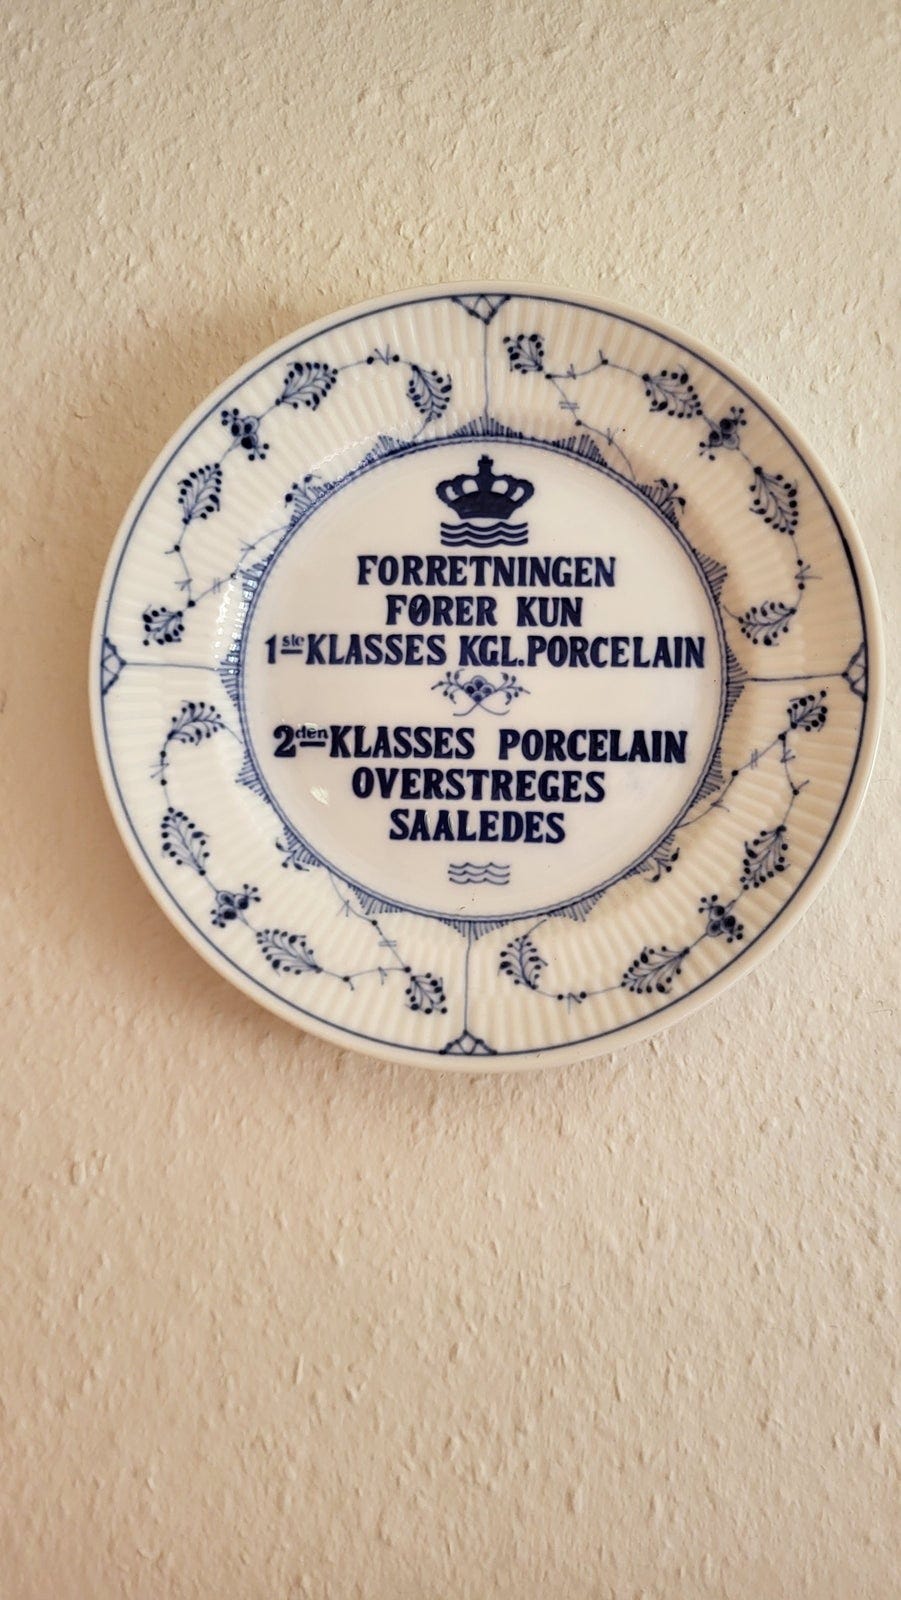 FORRETNINGEN
FØRER KUN
1ste KLASSES KGL. PORCELAIN
2den KLASSES PORCELAIN
OVERSTREGES
SAALEDES